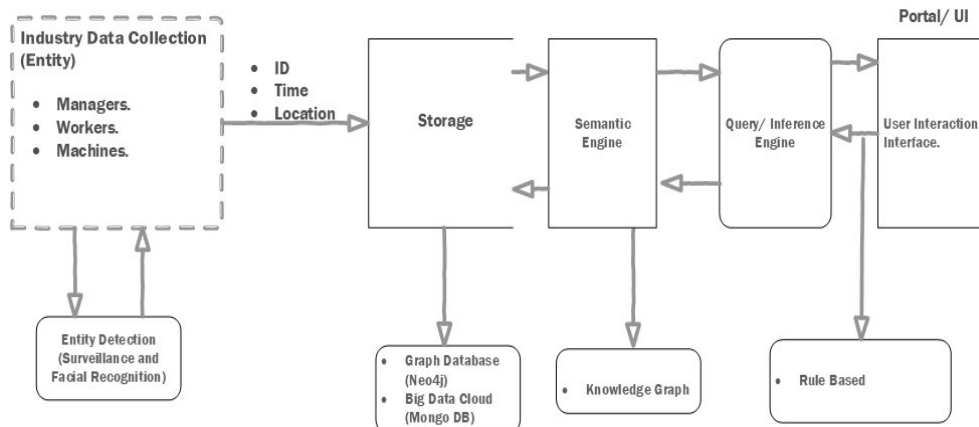 Portal/ UI
Industry Data Collection
(Entity)
• Managers.
• Workers.
• Machines.
• ID
• Time
• Location
Storage
Semantic
Engine
Query/ Inference
Engine
User Interaction
Interface.
Entity Detection
(Surveillance and
Facial Recognition)
• Graph Database
(Neo4j)
• Big Data Cloud
(Mongo DB)
• Knowledge Graph
• Rule Based